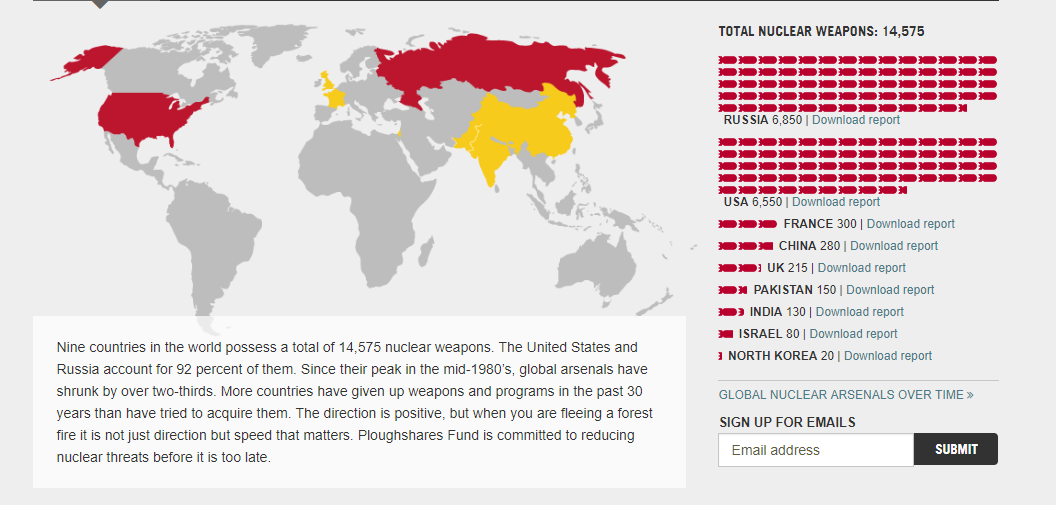 TOTAL NUCLEAR WEAPONS: 14,575
RUSSIA 6,850 | Download report
USA 6,550 | Download report
FRANCE 300 | Download report
CHINA 280 | Download report
UK 215 | Download report
PAKISTAN 150 | Download report
INDIA 130 | Download report
ISRAEL 80 | Download report
NORTH KOREA 20 | Download report
GLOBAL NUCLEAR ARSENALS OVER TIME »
SIGN UP FOR EMAILS
Email address SUBMIT
Nine countries in the world possess a total of 14,575 nuclear weapons. The United States and
Russia account for 92 percent of them. Since their peak in the mid-1980's, global arsenals have
shrunk by over two-thirds. More countries have given up weapons and programs in the past 30
years than have tried to acquire them. The direction is positive, but when you are fleeing a forest
fire it is not just direction but speed that matters. Ploughshares Fund is committed to reducing
nuclear threats before it is too late.